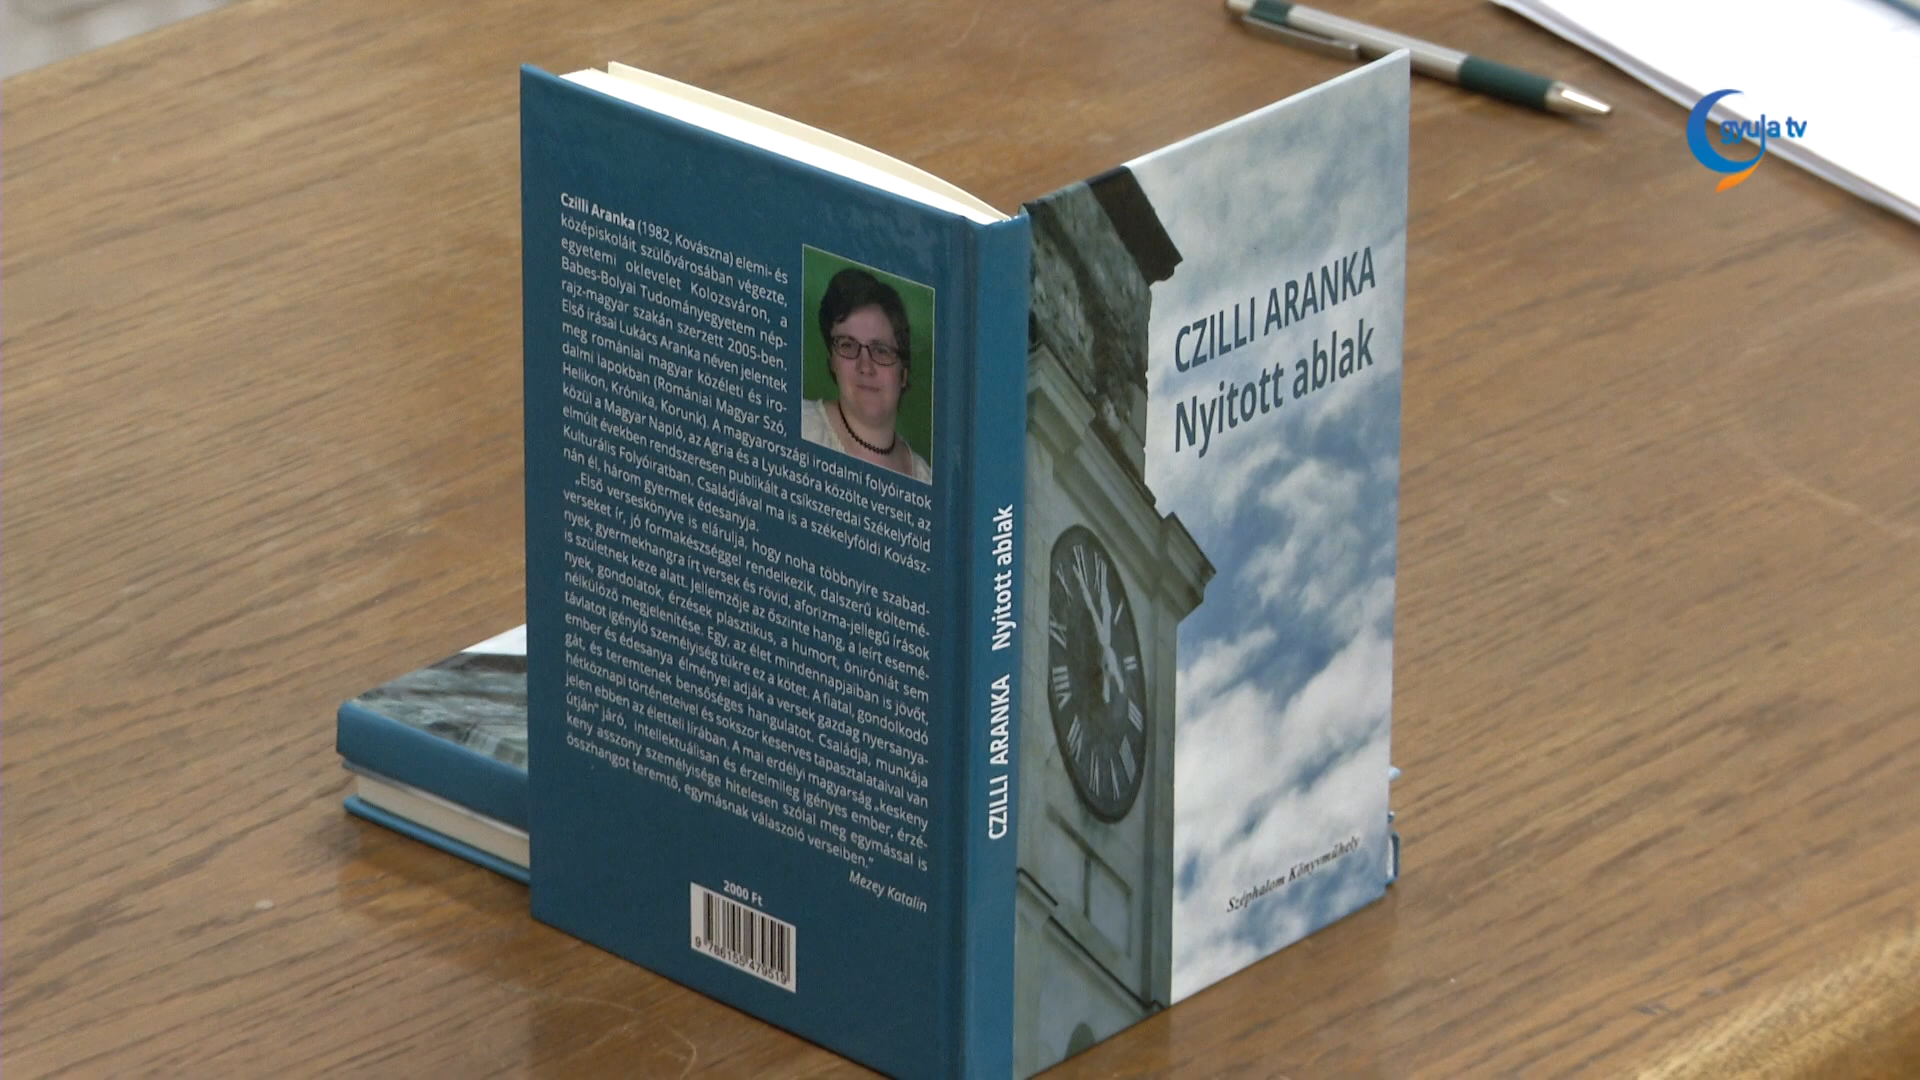 Czilli Aranka (1982, Kovászna) elemi- és
középiskoláit szülővárosában végezte,
egyetemi oklevelet Kolozsváron, a
Babes-Bolyai Tudományegyetem nép-
rajz-magyar szakán szerzett 2005-ben.
Első írásai Lukács Aranka néven jelentek
meg romániai magyar közéleti és iro-
dalmi lapokban (Romániai Magyar Szó,
Helikon, Krónika, Korunk). A magyarországi irodalmi folyóiratok
közül a Magyar Napló, az Agria és a Lyukasóra közölte verseit, az
elmúlt években rendszeresen publikált a csíkszeredai Székelyföld
Kulturális Folyóiratban. Családjával ma is a székelyföldi Kovász-
nán él, három gyermek édesanyja.
„Első verseskönyve is elárulja, hogy noha többnyire szabad-
verseket ír, jó formakészséggel rendelkezik, dalszerű költemé-
nyek, gyermekhangra írt versek és rövid, aforizma-jellegű írások
is születnek keze alatt. Jellemzője az őszinte hang, a leírt esemé-
nyek, gondolatok, érzések plasztikus, a humort, öniróniát sem
nélkülöző megjelenítése. Egy, az élet mindennapjaiban is jövőt,
távlatot igénylő személyiség tükre ez a kötet. A fiatal, gondolkodó
ember és édesanya élményei adják a versek gazdag nyersanya-
gát, és teremtenek bensőséges hangulatot. Családja, munkája
hétköznapi történeteivel és sokszor keserves tapasztalataival van
jelen ebben az életteli lírában. A mai erdélyi magyarság „keskeny
útján” járó, intellektuálisan és érzelmileg igényes ember, érzé-
keny asszony személyisége hitelesen szólal meg egymással is
összhangot teremtő, egymásnak válaszoló verseiben.”
Mezey Katalin
2000 Ft
9 786155 479519
CZILLI ARANKA Nyitott ablak
CZILLI ARANKA
Nyitott ablak
Széphalom Könyvműhely
gyula tv